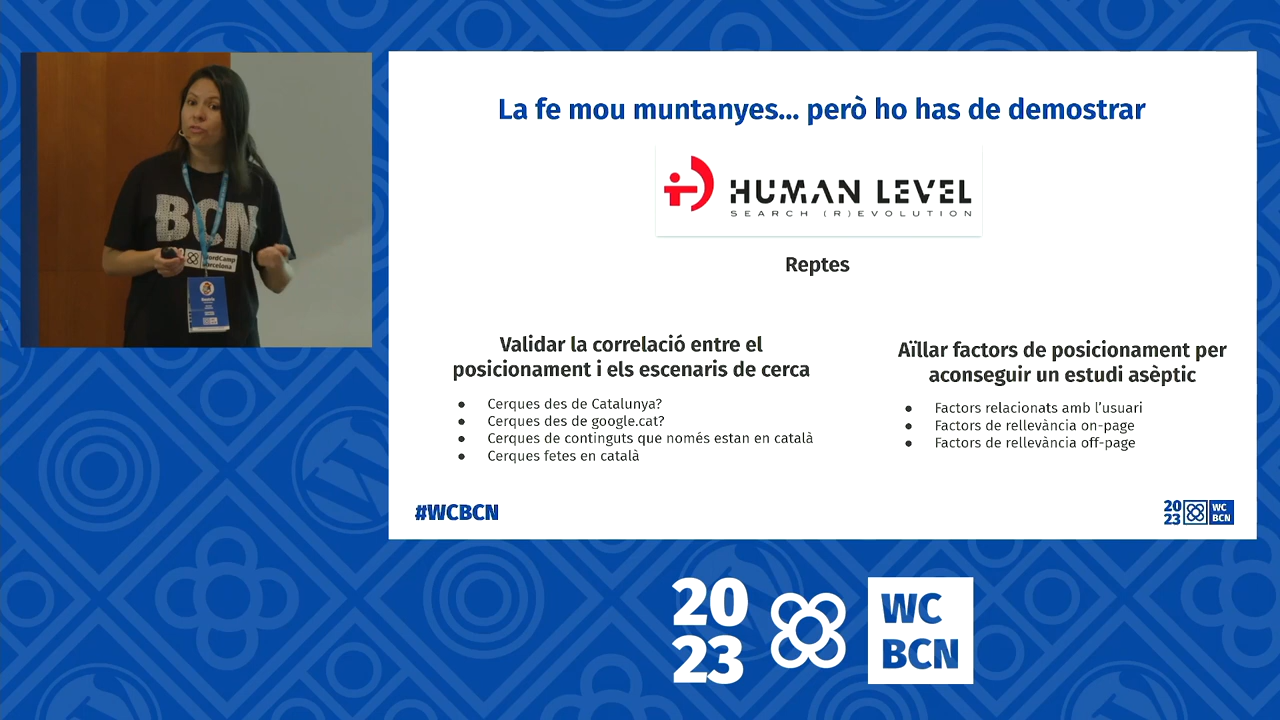 BCN
WordCamp
Barcelona
La fe mou muntanyes... però ho has de demostrar
HUMAN LEVEL
SEARCH (R)EVOLUTION
Reptes
Validar la correlació entre el
posicionament i els escenaris de cerca
● Cerques des de Catalunya?
● Cerques des de google.cat?
● Cerques de continguts que només estan en català
● Cerques fetes en català
Aïllar factors de posicionament per
aconseguir un estudi asèptic
● Factors relacionats amb l'usuari
● Factors de rellevància on-page
● Factors de rellevància off-page
#WCBCN
20
23
WC
BCN
20
23
WC
BCN